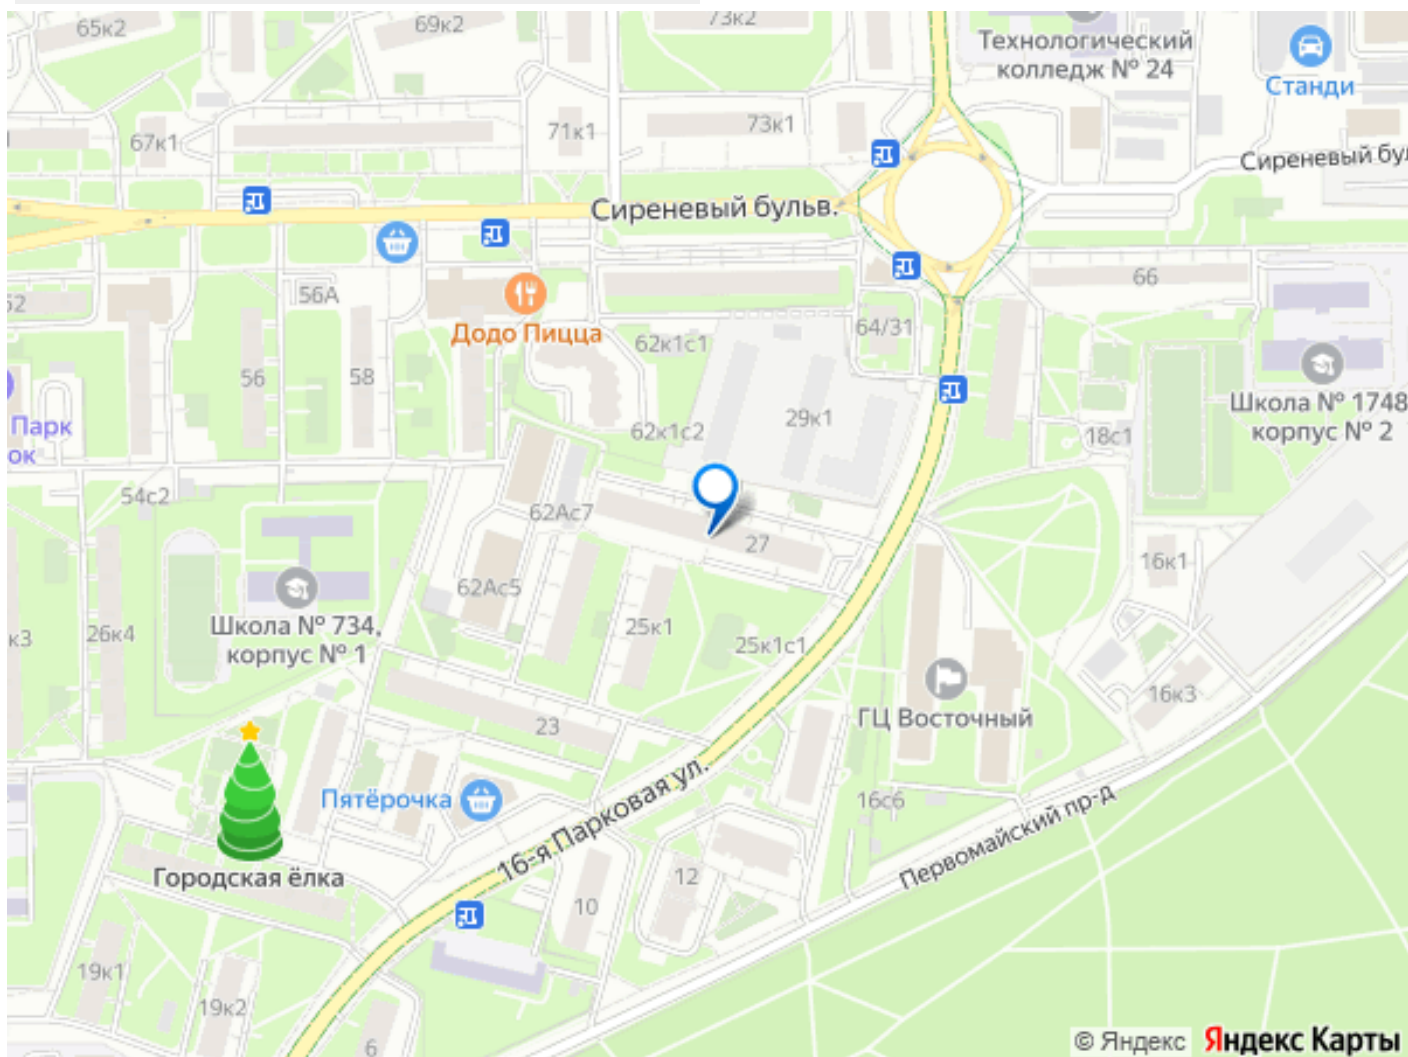 65к2
69к2
73к2
Технологический
колледж № 24
Станди
67к1
71к1
73к1
Сиреневый бул
Сиреневый бульв.
52
56А
66
Додо Пицца
62к1с1
64/31
56
58
Школа № 1748
корпус № 2
Парк
ок
62к1с2
29к1
18с1
54с2
62Ас7
27
16к1
62Ас5
Школа № 734,
корпус № 1
к3
26к4
25к1
25к1с1
16к3
ГЦ Восточный
23
Пятёрочка
16-я Парковая ул.
16с6
Первомайский пр-д
Городская ёлка
12
10
19к1
19к2
6
© Яндекс Яндекс Карты